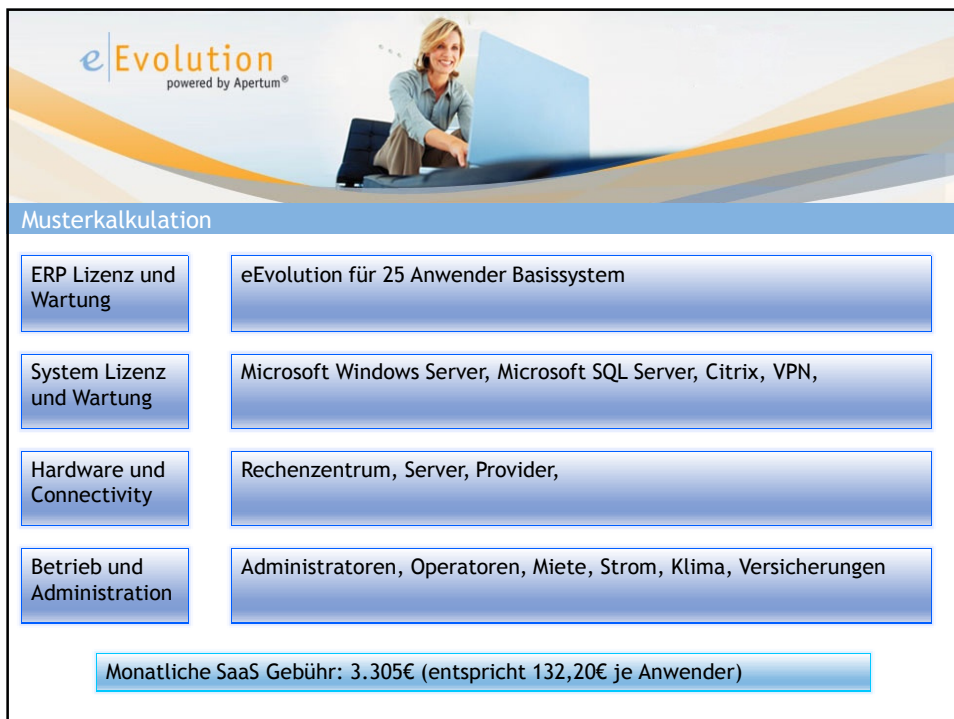 e|Evolution
powered by Apertum®
Musterkalkulation
ERP Lizenz und
Wartung
eEvolution für 25 Anwender Basissystem
System Lizenz
und Wartung
Microsoft Windows Server, Microsoft SQL Server, Citrix, VPN,
Hardware und
Connectivity
Rechenzentrum, Server, Provider,
Betrieb und
Administration
Administratoren, Operatoren, Miete, Strom, Klima, Versicherungen
Monatliche SaaS Gebühr: 3.305€ (entspricht 132,20€ je Anwender)